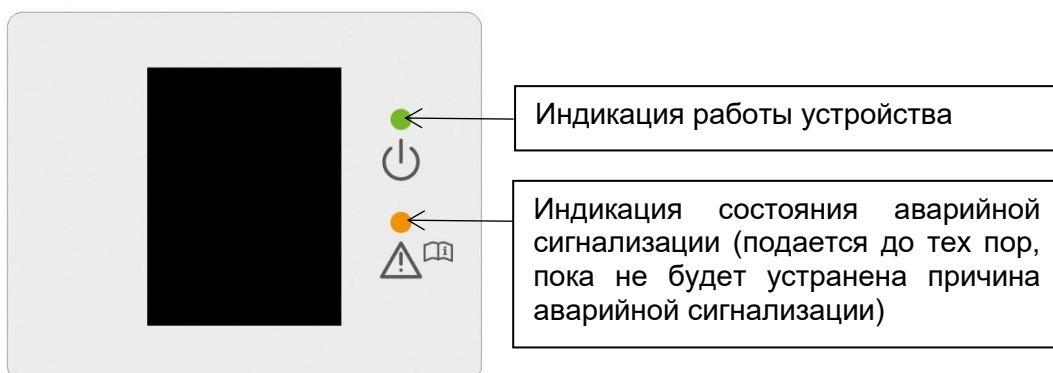 Индикация работы устройства
Индикация состояния аварийной
сигнализации (подается до тех пор,
пока не будет устранена причина
аварийной сигнализации)